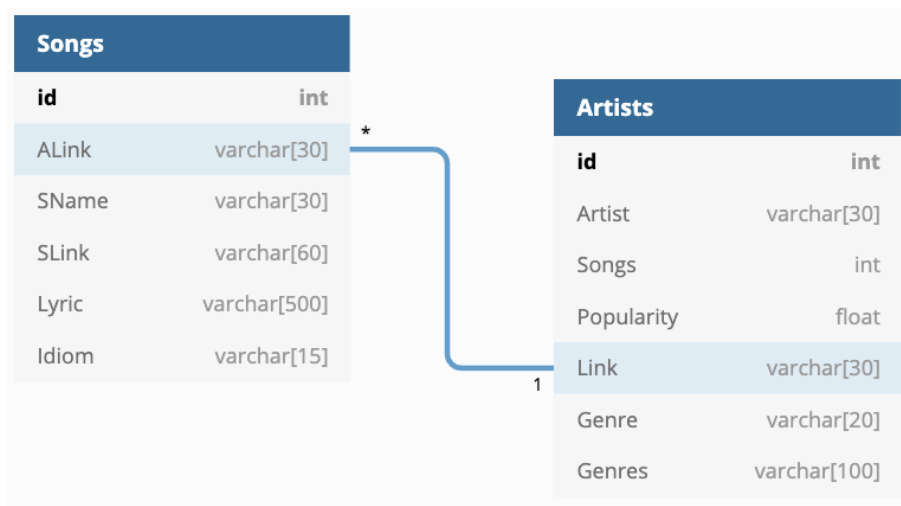 Songs
id int
ALink varchar[30]
SName varchar[30]
SLink varchar[60]
Lyric varchar[500]
Idiom varchar[15]
*
1
Artists
id int
Artist varchar[30]
Songs int
Popularity float
Link varchar[30]
Genre varchar[20]
Genres varchar[100]